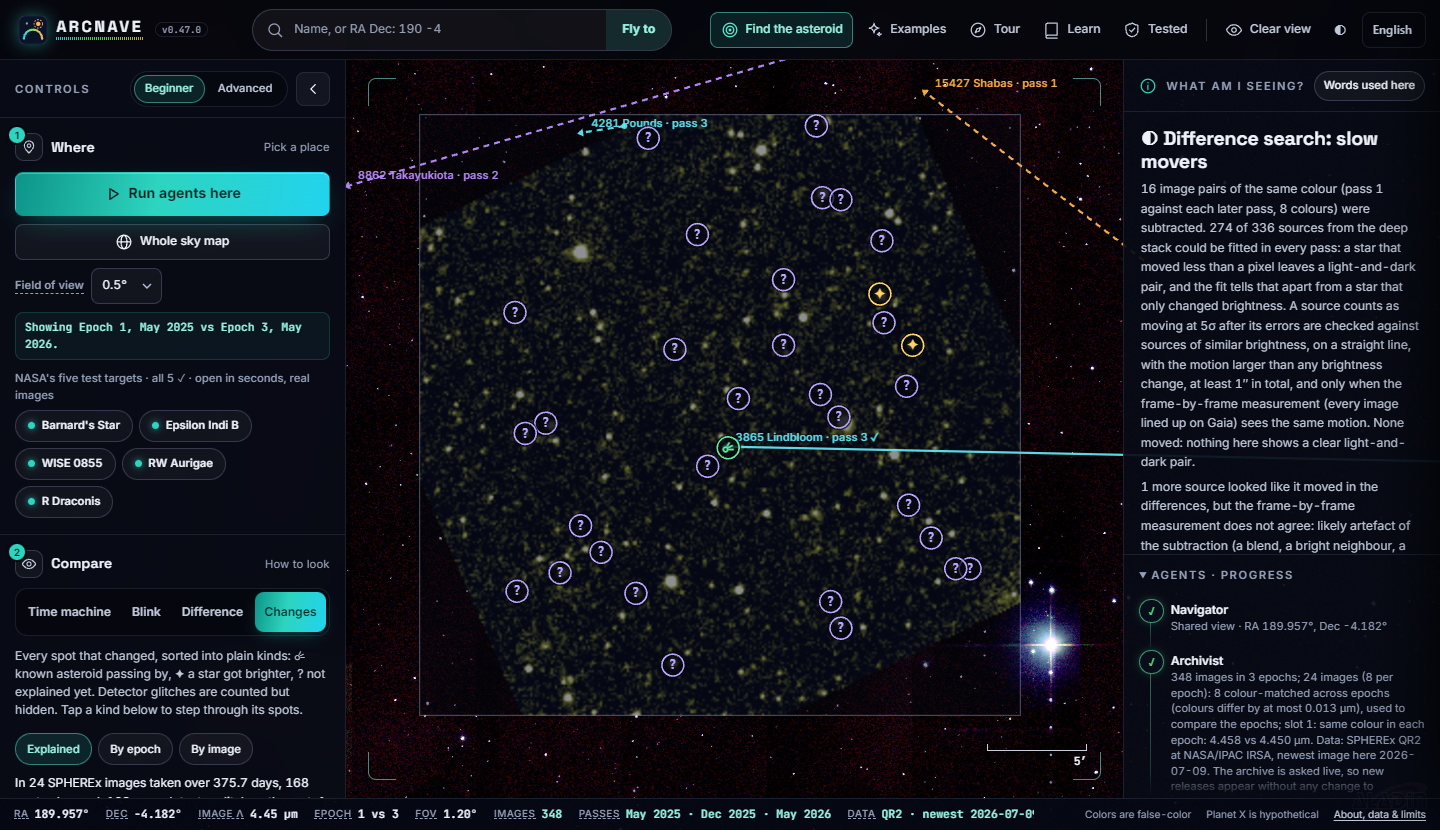 ARCNAVE v0.47.0
Name, or RA Dec: 190 -4
Fly to
Find the asteroid
Examples
Tour
Learn
Tested
Clear view
English
CONTROLS
Beginner
Advanced
1
Where
Pick a place
Run agents here
Whole sky map
Field of view
0.5°
Showing Epoch 1, May 2025 vs Epoch 3, May
2026.
NASA's five test targets · all 5 ✓ · open in seconds, real
images
Barnard's Star
Epsilon Indi B
WISE 0855
RW Aurigae
R Draconis
2
Compare
How to look
Time machine
Blink
Difference
Changes
Every spot that changed, sorted into plain kinds: ☄
known asteroid passing by, ✦ a star got brighter, ? not
explained yet. Detector glitches are counted but
hidden. Tap a kind below to step through its spots.
Explained
By epoch
By image
In 24 SPHEREx images taken over 375.7 days, 168
15427 Shabas · pass 1
4281 Pounds · pass 3
8862 Takayukiota · pass 2
3865 Lindbloom · pass 3 ✓
5′
WHAT AM I SEEING?
Words used here
Difference search: slow
movers
16 image pairs of the same colour (pass 1
against each later pass, 8 colours) were
subtracted. 274 of 336 sources from the deep
stack could be fitted in every pass: a star that
moved less than a pixel leaves a light-and-dark
pair, and the fit tells that apart from a star that
only changed brightness. A source counts as
moving at 5σ after its errors are checked against
sources of similar brightness, on a straight line,
with the motion larger than any brightness
change, at least 1″ in total, and only when the
frame-by-frame measurement (every image
lined up on Gaia) sees the same motion. None
moved: nothing here shows a clear light-and-
dark pair.
1 more source looked like it moved in the
differences, but the frame-by-frame
measurement does not agree: likely artefact of
the subtraction (a blend, a bright neighbour, a
▼ AGENTS · PROGRESS
Navigator
Shared view · RA 189.957°, Dec -4.182°
Archivist
348 images in 3 epochs; 24 images (8 per
epoch): 8 colour-matched across epochs
(colours differ by at most 0.013 µm), used to
compare the epochs; slot 1: same colour in each
epoch: 4.458 vs 4.450 µm. Data: SPHEREx QR2
at NASA/IPAC IRSA, newest image here 2026-
07-09. The archive is asked live, so new
releases appear without any change to
RA 189.957°
DEC -4.182°
IMAGE Λ 4.45 µm
EPOCH 1 vs 3
FOV 1.20°
IMAGES 348
PASSES May 2025 · Dec 2025 · May 2026
DATA QR2 · newest 2026-07-0
Colors are false-color
Planet X is hypothetical
About, data & limits